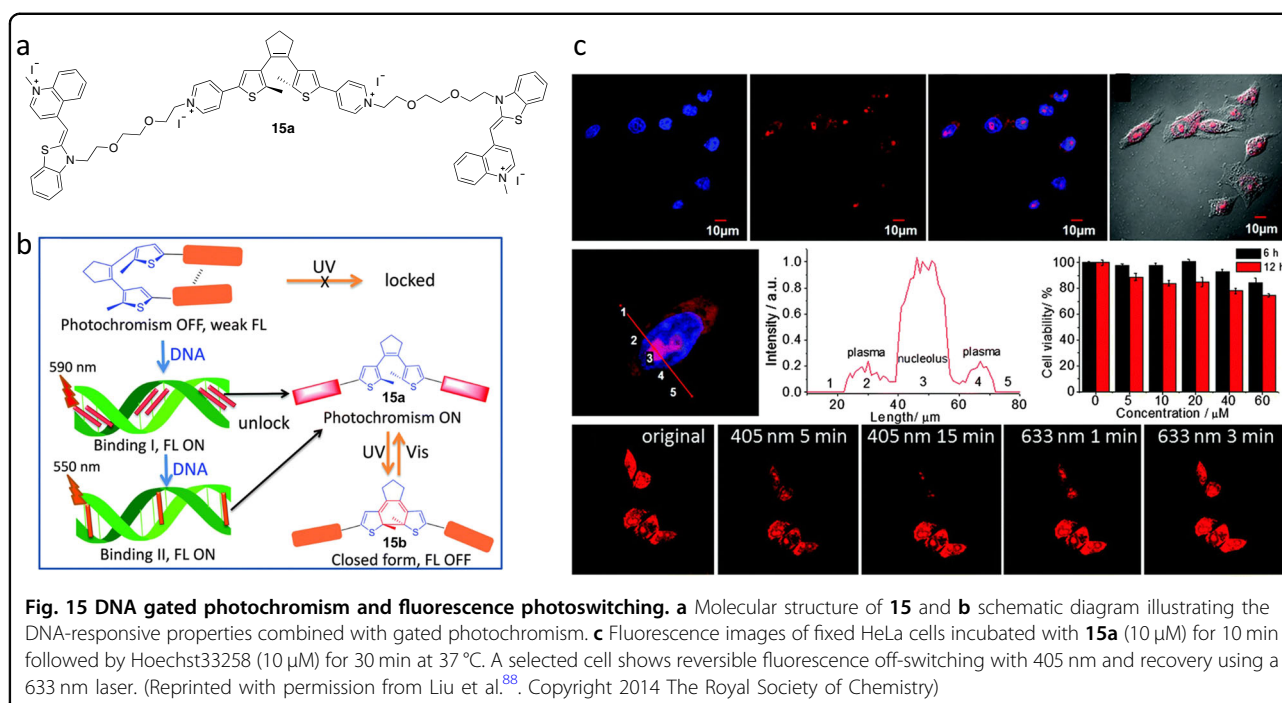 a
I⁻
N
+
I⁻
N
+
I⁻
N
+
N
+
I⁻
O
O
O
O
N
N
S
S
S
S
15a
b
UV
X
locked
S
S
Photochromism OFF, weak FL
DNA
590 nm
unlock
Binding I, FL ON
550 nm
DNA
Binding II, FL ON
S
S
15a
Photochromism ON
UV
Vis
S
S
15b
Closed form, FL OFF
c
10µm
10µm
10µm
10µm
1
2
3
4
5
Intensity / a.u.
1.0
0.8
0.6
0.4
0.2
0.0
plasma
nucleolus
plasma
1
2
3
4
5
20 40 60 80
Length/ µm
Cell viability/ %
100
80
60
40
20
0
6 h
12 h
0 5 10 20 40 60
Concentration / µM
original
405 nm 5 min
405 nm 15 min
633 nm 1 min
633 nm 3 min
Fig. 15 DNA gated photochromism and fluorescence photoswitching. a Molecular structure of 15 and b schematic diagram illustrating the
DNA-responsive properties combined with gated photochromism. c Fluorescence images of fixed HeLa cells incubated with 15a (10 µM) for 10 min
followed by Hoechst33258 (10 µM) for 30 min at 37 °C. A selected cell shows reversible fluorescence off-switching with 405 nm and recovery using a
633 nm laser. (Reprinted with permission from Liu et al.88. Copyright 2014 The Royal Society of Chemistry)